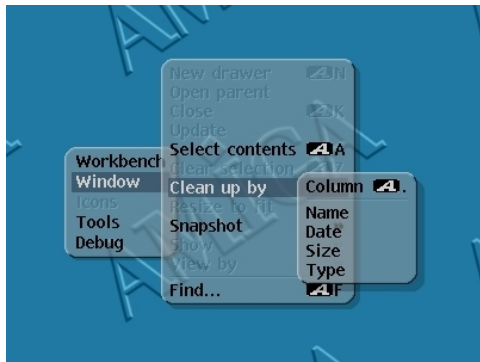 Workbench
Window
Icons
Tools
Debug
New drawer A N
Open parent
Close A K
Update
Select contents A A
Clear selection A Z
Clean up by
Resize to fit
Snapshot
Show
View by
Find... A F
Column A .
Name
Date
Size
Type
AMIGA